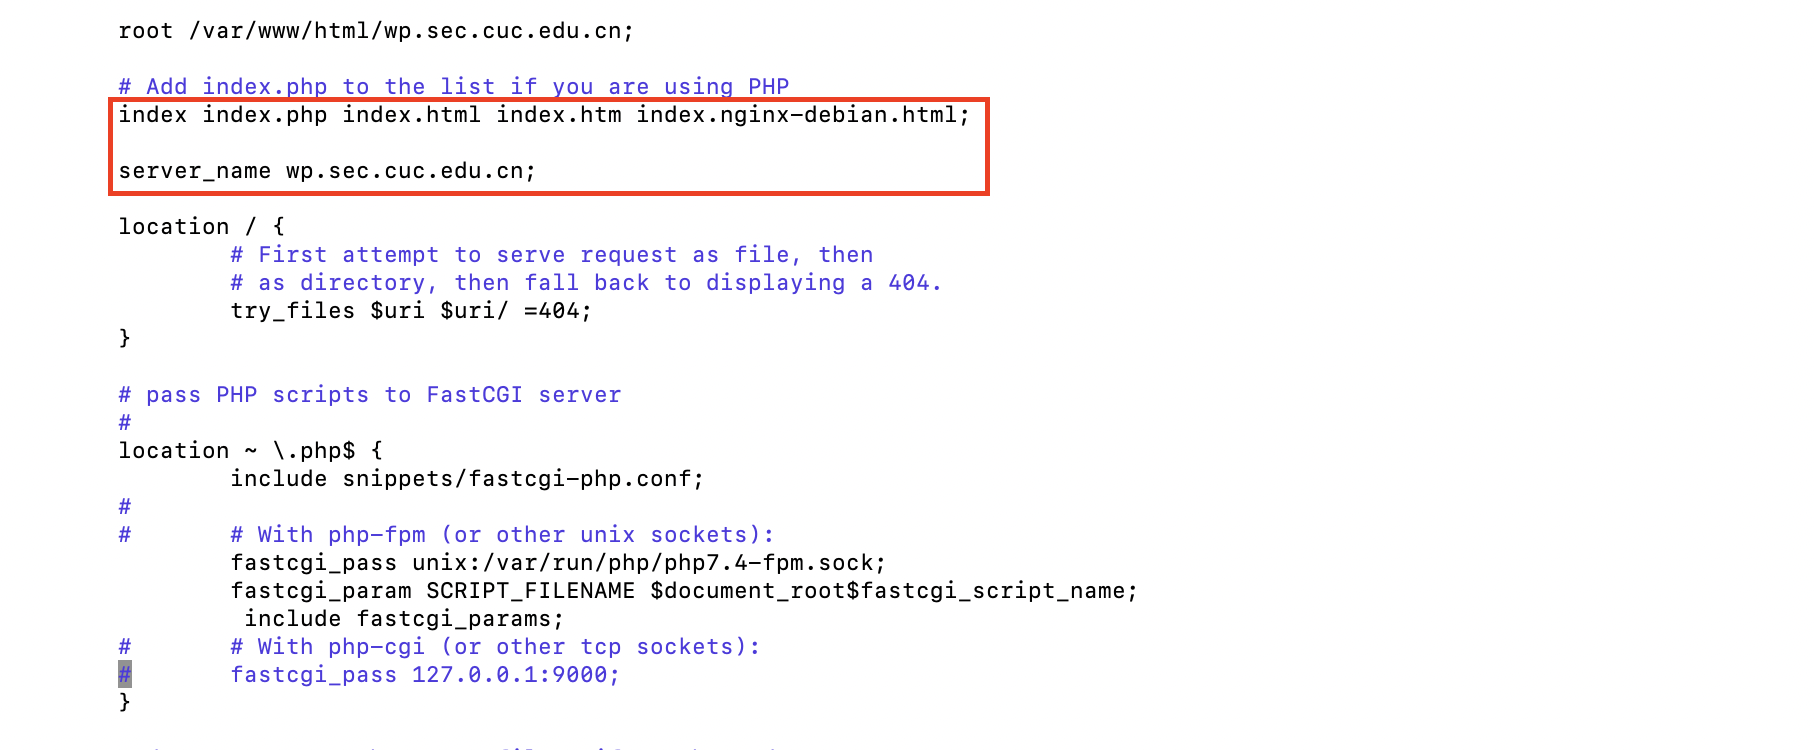 root /var/www/html/wp.sec.cuc.edu.cn;
# Add index.php to the list if you are using PHP
index index.php index.html index.htm index.nginx-debian.html;
server_name wp.sec.cuc.edu.cn;
location / {
# First attempt to serve request as file, then
# as directory, then fall back to displaying a 404.
try_files $uri $uri/ =404;
}
# pass PHP scripts to FastCGI server
#
location ~ \.php$ {
include snippets/fastcgi-php.conf;
#
# # With php-fpm (or other unix sockets):
fastcgi_pass unix:/var/run/php/php7.4-fpm.sock;
fastcgi_param SCRIPT_FILENAME $document_root$fastcgi_script_name;
include fastcgi_params;
# # With php-cgi (or other tcp sockets):
# fastcgi_pass 127.0.0.1:9000;
}